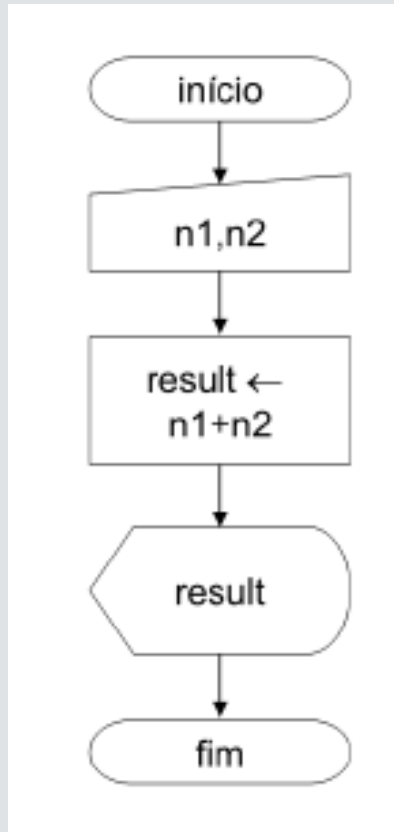 início
n1,n2
result ←
n1+n2
result
fim